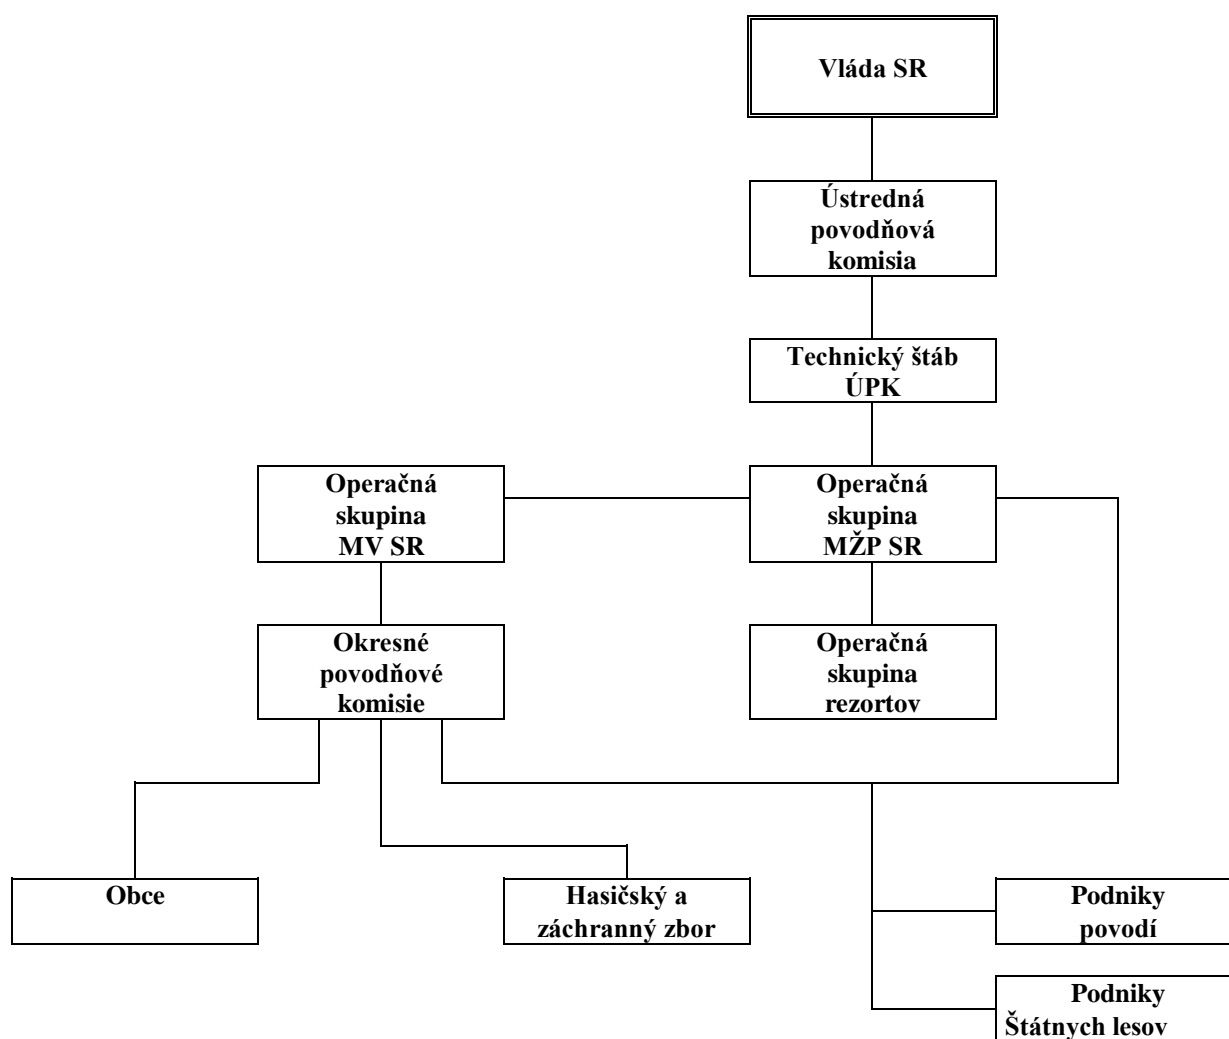 Vláda SR
Ústredná
povodňová
komisia
Technický štáb
ÚPK
Operačná
skupina
MV SR
Operačná
skupina
MŽP SR
Okresné
povodňové
komisie
Operačná
skupina
rezortov
Obce
Hasičský a
záchranný zbor
Podniky
povodí
Podniky
Štátnych lesov